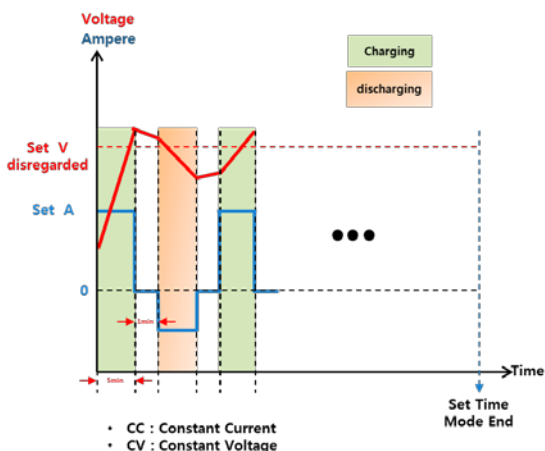 Voltage
Ampere
Charging
discharging
Set V
disregarded
Set A
0
1min
5min
Time
Set Time
Mode End
• CC : Constant Current
• CV : Constant Voltage